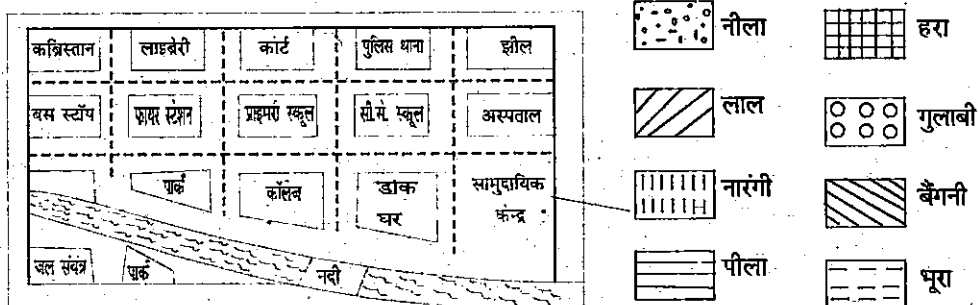 कब्रिस्तान लाइब्रेरी कोर्ट पुलिस थाना झील
बस स्टॉप फायर स्टेशन प्राइमरी स्कूल सी.से. स्कूल अस्पताल
पार्क कॉलेज डाक घर सामुदायिक केन्द्र
जल संयंत्र पार्क नदी
नीला हरा
लाल गुलाबी
नारंगी बैंगनी
पीला भूरा